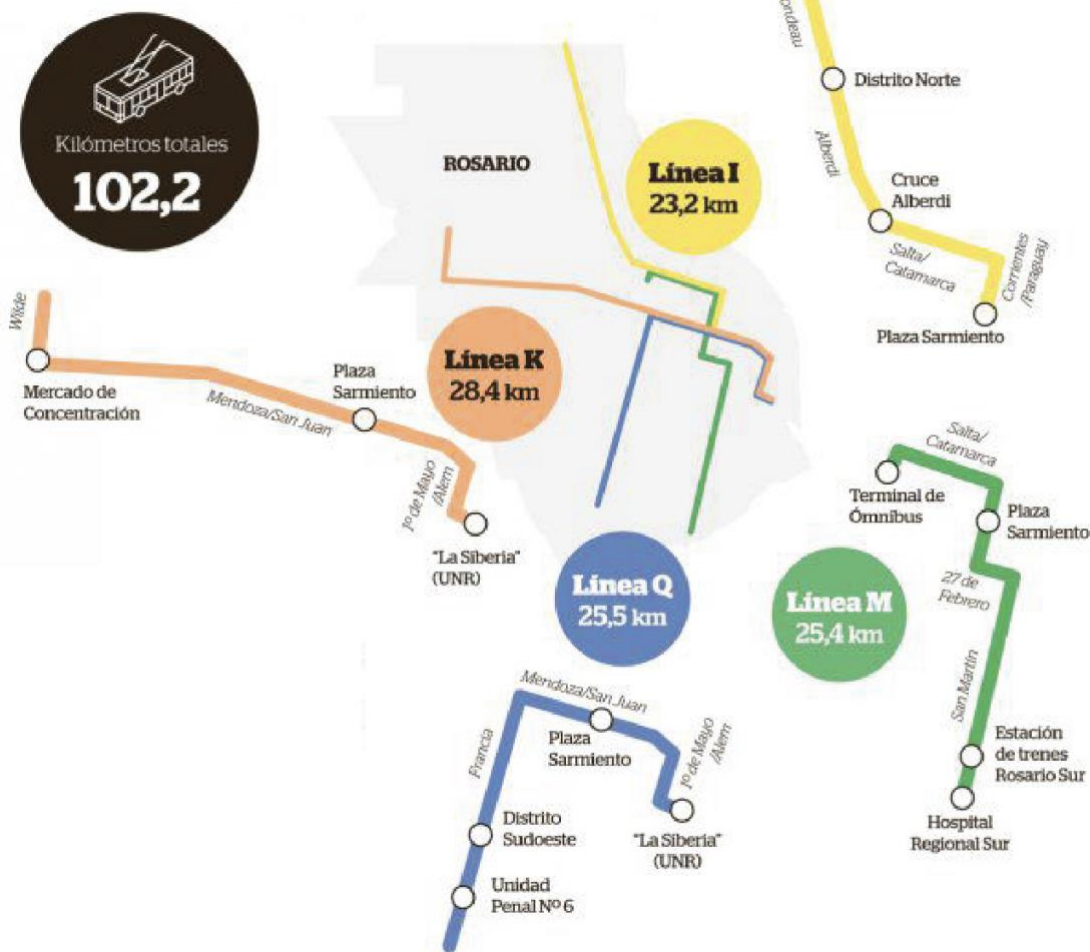 Kilómetros totales
102,2
ROSARIO
Línea I
23,2 km
Distrito Norte
Alberdi
Cruce
Alberdi
Salta/
Catamarca
Corrientes
/Paraguay
Plaza Sarmiento
Wilde
Mercado de
Concentración
Mendoza/San Juan
Plaza
Sarmiento
1º de Mayo
/Alem
"La Siberia"
(UNR)
Línea K
28,4 km
Línea Q
25,5 km
Mendoza/San Juan
Plaza
Sarmiento
1º de Mayo
/Alem
Francia
Distrito
Sudoeste
"La Siberia"
(UNR)
Unidad
Penal Nº 6
Línea M
25,4 km
Salta/
Catamarca
Terminal de
Ómnibus
Plaza
Sarmiento
27 de
Febrero
San Martín
Estación
de trenes
Rosario Sur
Hospital
Regional Sur